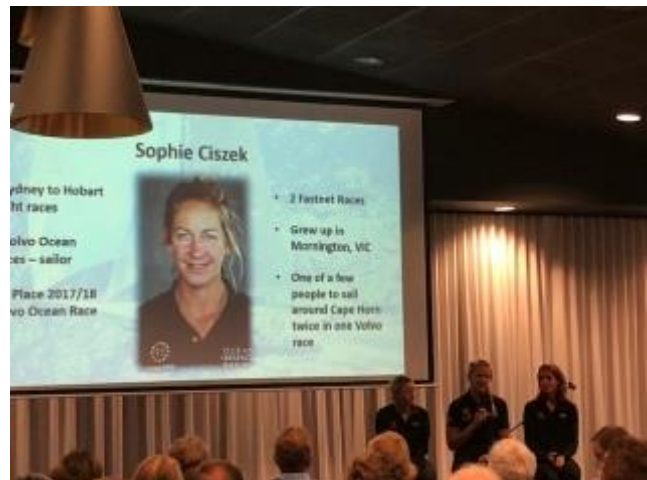 Sophie Ciszek
ydney to Hobart
ht races
olvo Ocean
es – sailor
Place 2017/18
vo Ocean Race
• 2 Fastnet Races
• Grew up in
Mornington, VIC
• One of a few
people to sail
around Cape Horn
twice in one Volvo
race